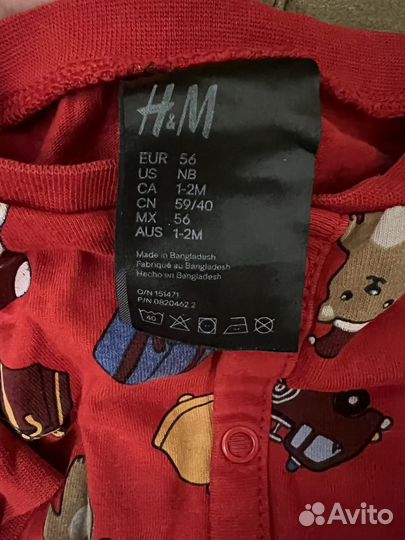 H&M
EUR 56
US NB
CA 1-2M
CN 59/40
MX 56
AUS 1-2M
Made in Bangladesh
Fabriqué au Bangladesh
Hecho en Bangladesh
O/N 151471
P/N 0820462 2
40
Avito